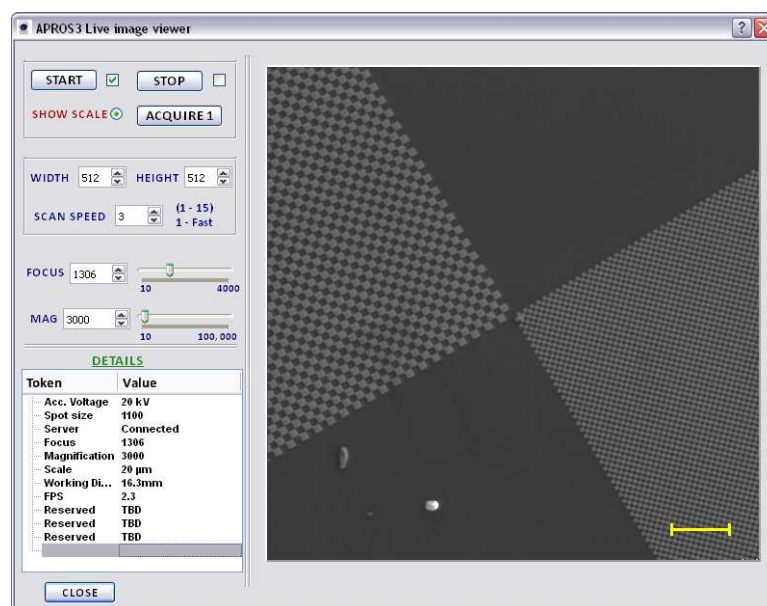 APROS3 Live image viewer
START STOP
SHOW SCALE ACQUIRE 1
WIDTH 512 HEIGHT 512
SCAN SPEED 3 (1 - 15)
1 - Fast
FOCUS 1306
10 4000
MAG 3000
10 100,000
DETAILS
Token Value
Acc. Voltage 20 kV
Spot size 1100
Server Connected
Focus 1306
Magnification 3000
Scale 20 µm
Working Di... 16.3mm
FPS 2.3
Reserved TBD
Reserved TBD
Reserved TBD
CLOSE